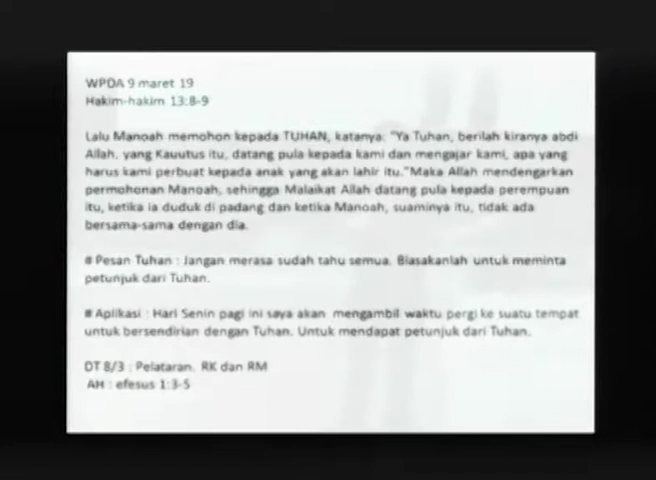 WPDA 9 maret 19
Hakim-hakim 13:8-9
Lalu Manoah memohon kepada TUHAN, katanya: "Ya Tuhan, berilah kiranya abdi
Allah, yang Kauutus itu, datang pula kepada kami dan mengajar kami, apa yang
harus kami perbuat kepada anak yang akan lahir itu."Maka Allah mendengarkan
permohonan Manoah, sehingga Malaikat Allah datang pula kepada perempuan
itu, ketika ia duduk di padang dan ketika Manoah, suaminya itu, tidak ada
bersama-sama dengan dia.
# Pesan Tuhan : Jangan merasa sudah tahu semua. Biasakanlah untuk meminta
petunjuk dari Tuhan.
# Aplikasi : Hari Senin pagi ini saya akan mengambil waktu pergi ke suatu tempat
untuk bersendirian dengan Tuhan. Untuk mendapat petunjuk dari Tuhan.
DT 8/3 : Pelataran. RK dan RM
AH : efesus 1:3-5